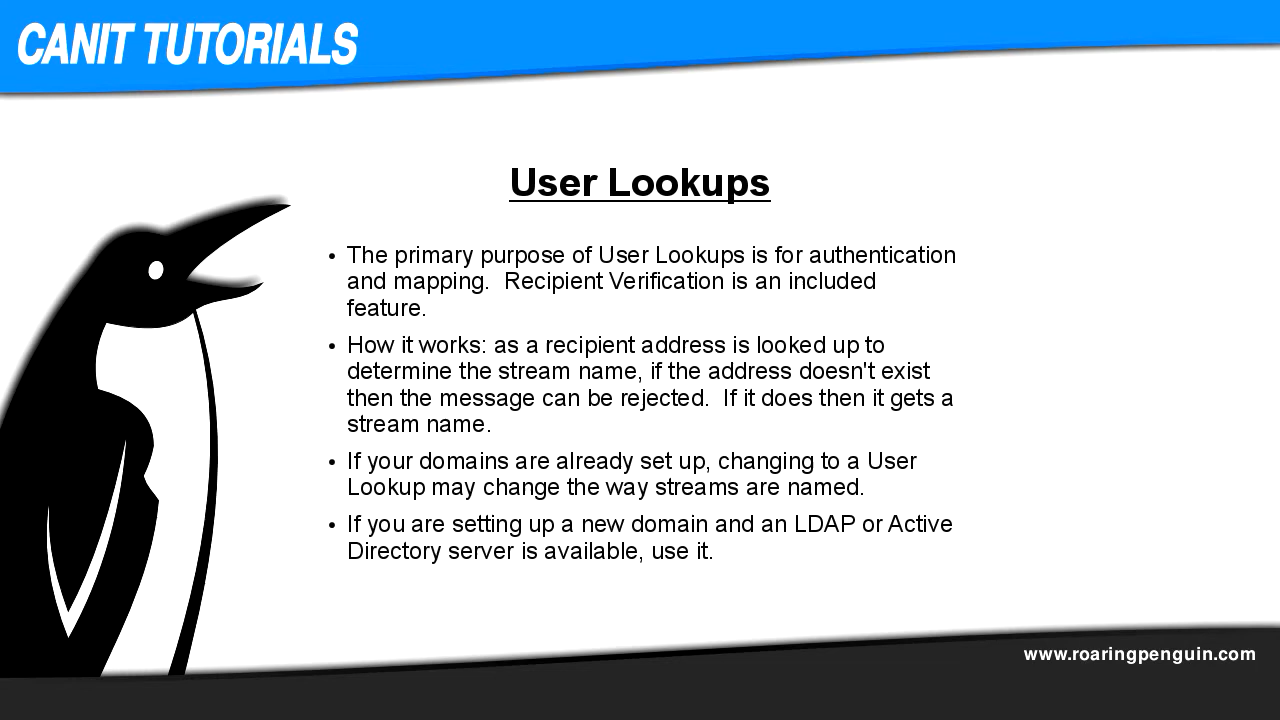 CANIT TUTORIALS
User Lookups
• The primary purpose of User Lookups is for authentication
and mapping.  Recipient Verification is an included
feature.
• How it works: as a recipient address is looked up to
determine the stream name, if the address doesn't exist
then the message can be rejected.  If it does then it gets a
stream name.
• If your domains are already set up, changing to a User
Lookup may change the way streams are named.
• If you are setting up a new domain and an LDAP or Active
Directory server is available, use it.
www.roaringpenguin.com